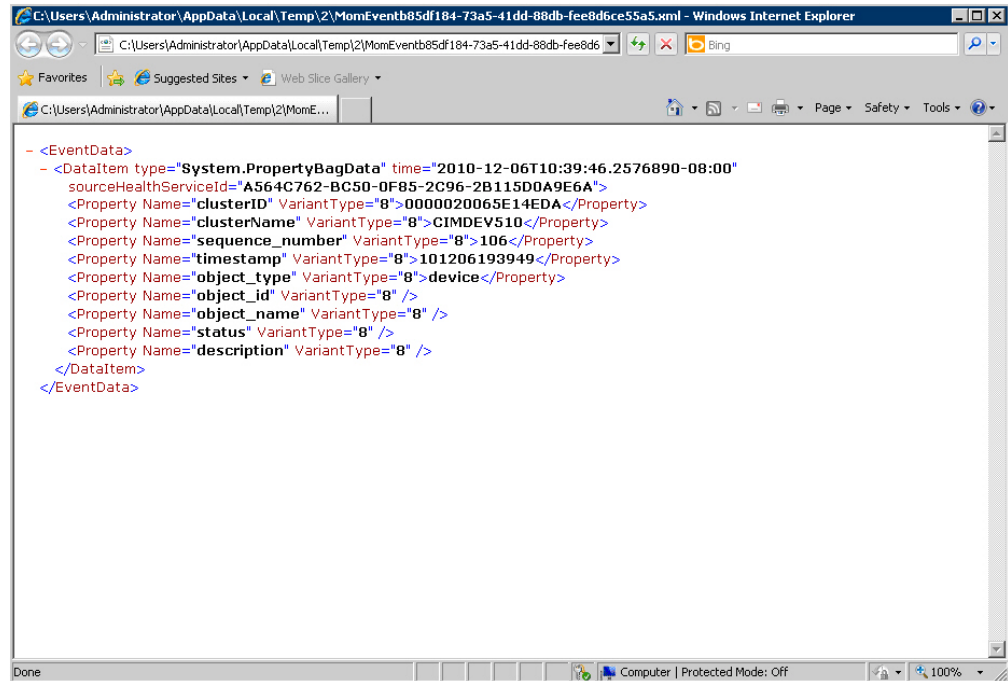 C:\Users\Administrator\AppData\Local\Temp\2\MomEventb85df184-73a5-41dd-88db-fee8d6ce55a5.xml - Windows Internet Explorer
C:\Users\Administrator\AppData\Local\Temp\2\MomEventb85df184-73a5-41dd-88db-fee8d6
Bing
Favorites Suggested Sites Web Slice Gallery
C:\Users\Administrator\AppData\Local\Temp\2\MomE... Page Safety Tools
- <EventData>
- <DataItem type="System.PropertyBagData" time="2010-12-06T10:39:46.2576890-08:00"
sourceHealthServiceId="A564C762-BC50-0F85-2C96-2B115D0A9E6A">
<Property Name="clusterID" VariantType="8">0000020065E14EDA</Property>
<Property Name="clusterName" VariantType="8">CIMDEV510</Property>
<Property Name="sequence_number" VariantType="8">106</Property>
<Property Name="timestamp" VariantType="8">101206193949</Property>
<Property Name="object_type" VariantType="8">device</Property>
<Property Name="object_id" VariantType="8" />
<Property Name="object_name" VariantType="8" />
<Property Name="status" VariantType="8" />
<Property Name="description" VariantType="8" />
</DataItem>
</EventData>
Done Computer | Protected Mode: Off 100%